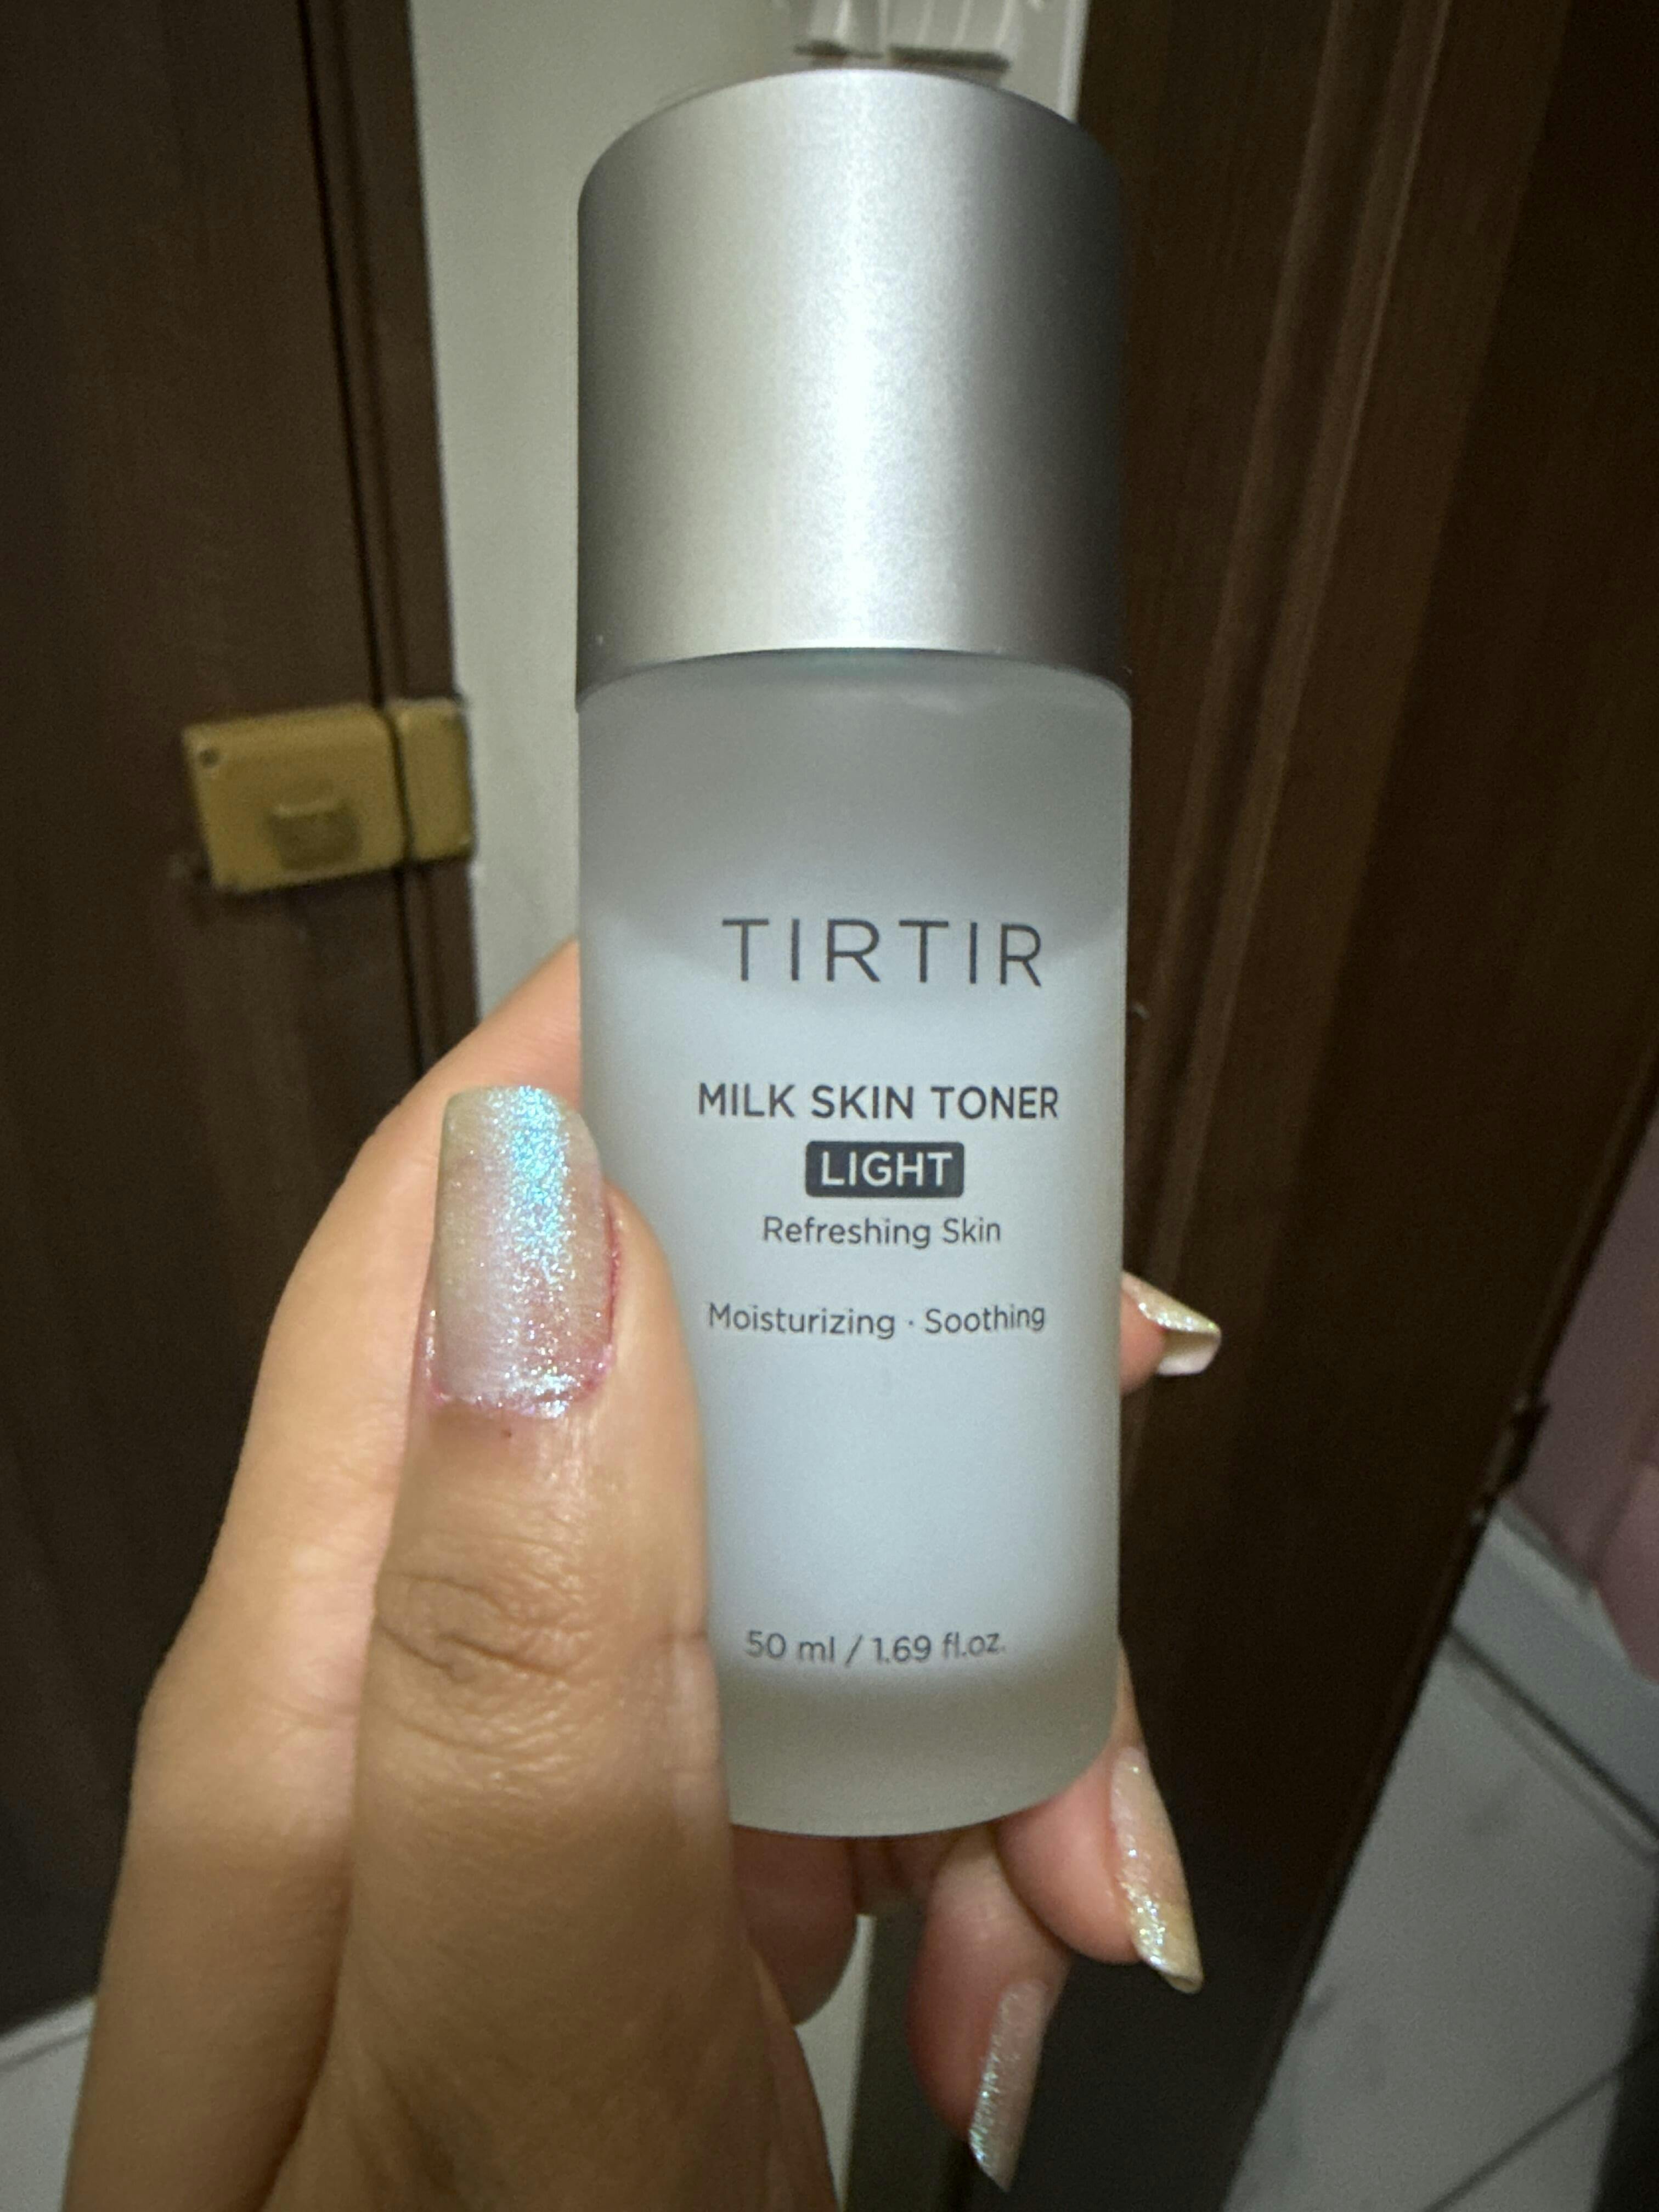 TIRTIR
MILK SKIN TONER
LIGHT
Refreshing Skin
Moisturizing · Soothing
50 ml / 1.69 fl.oz.